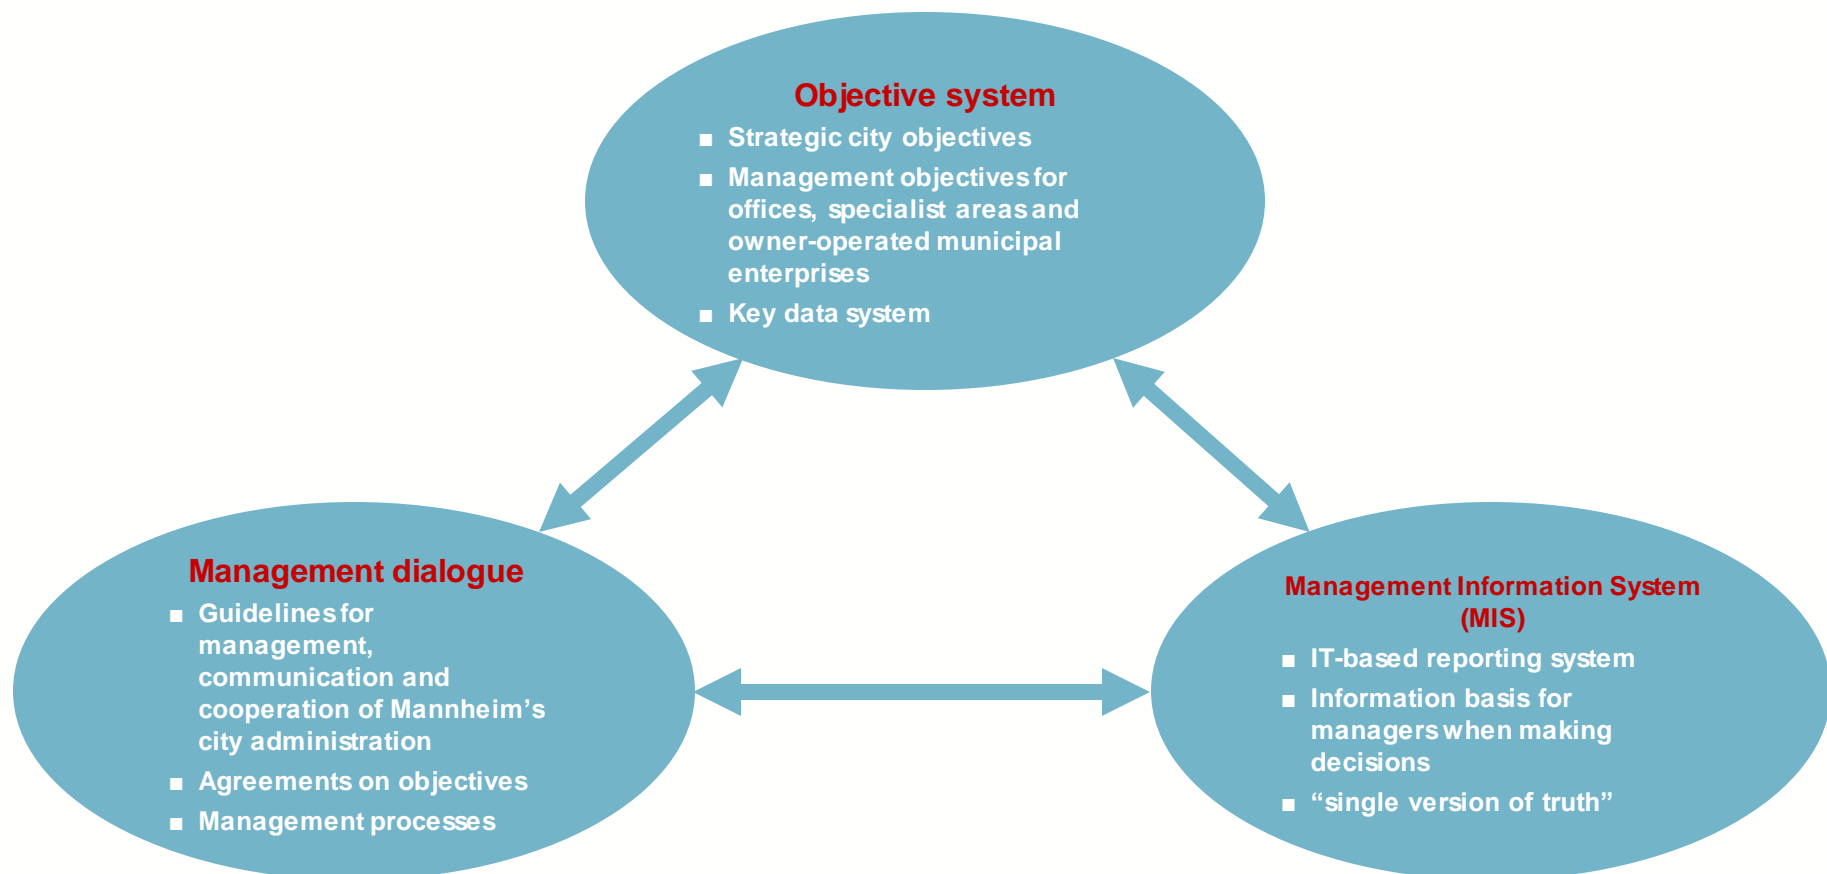 Objective system
■ Strategic city objectives
■ Management objectives for
offices, specialist areas and
owner-operated municipal
enterprises
■ Key data system
Management dialogue
■ Guidelines for
management,
communication and
cooperation of Mannheim’s
city administration
■ Agreements on objectives
■ Management processes
Management Information System
(MIS)
■ IT-based reporting system
■ Information basis for
managers when making
decisions
■ “single version of truth”